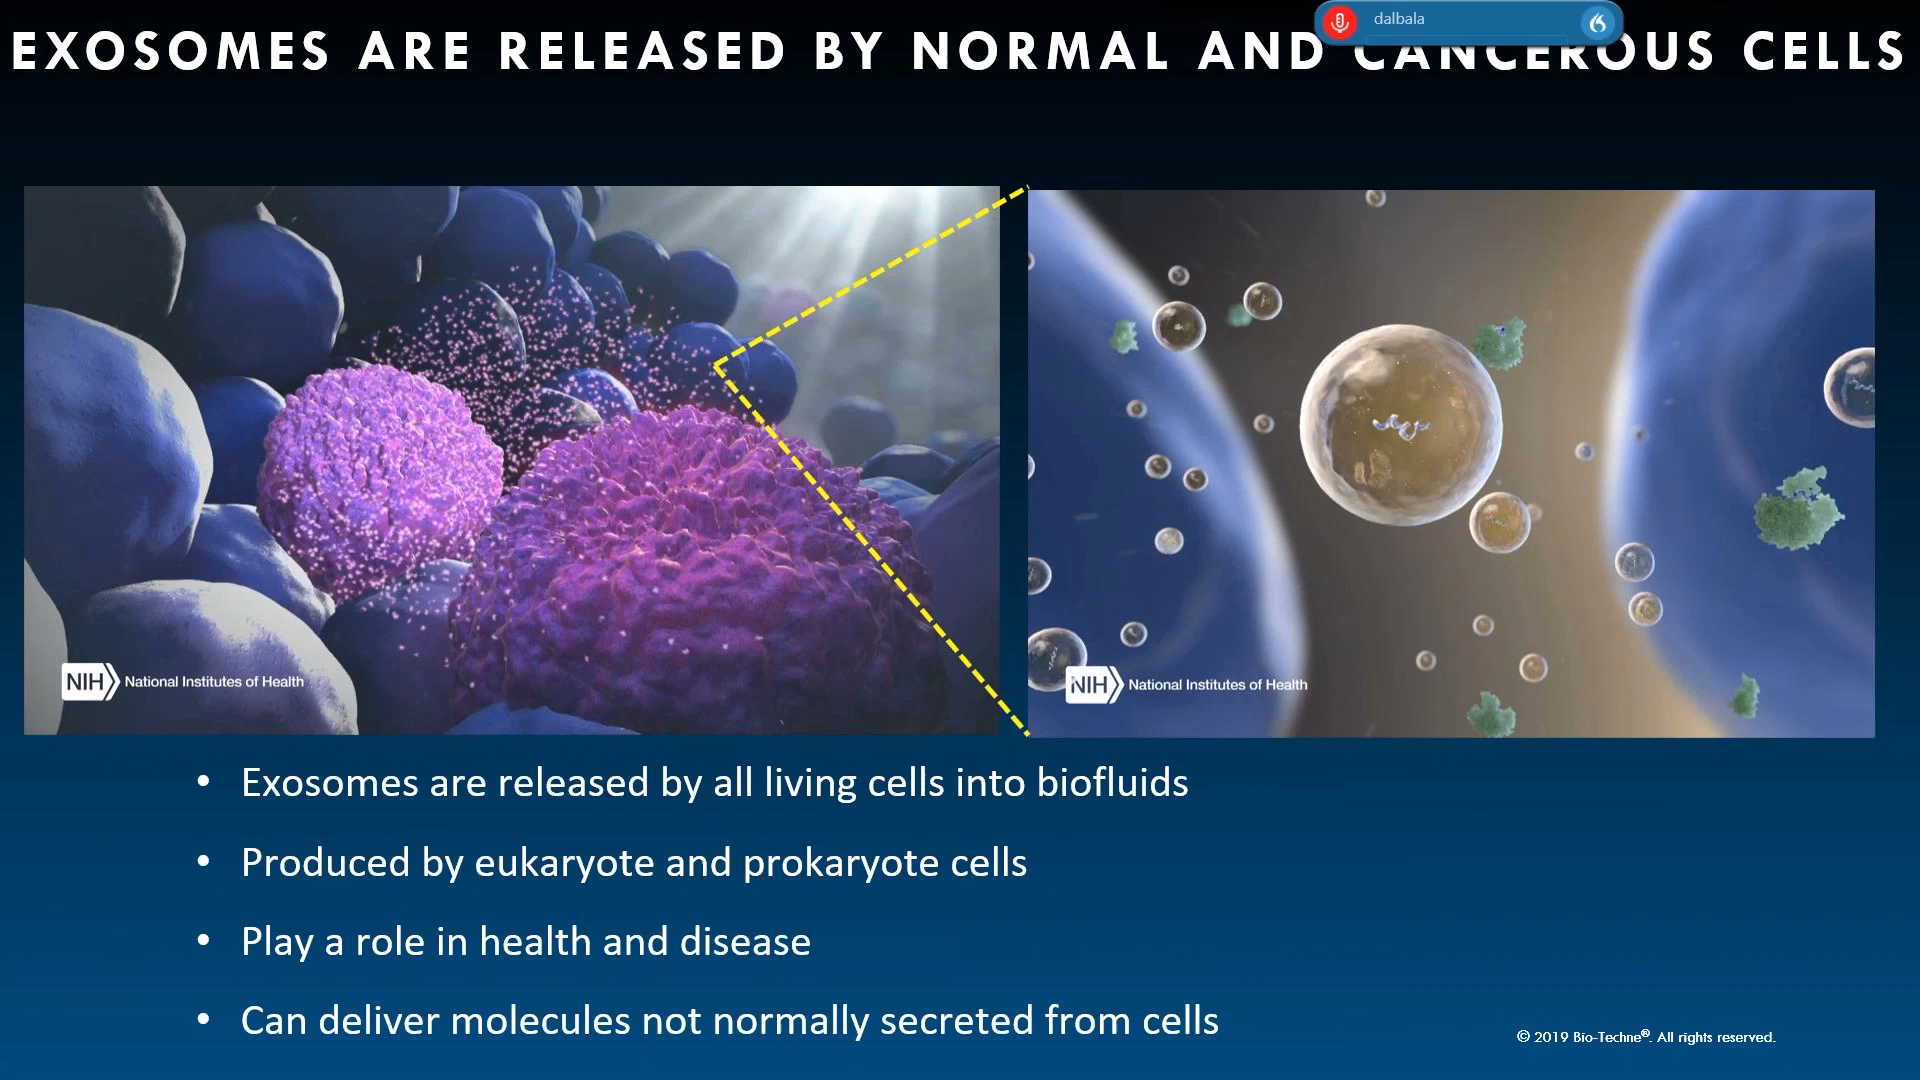 dalbala
EXOSOMES ARE RELEASED BY NORMAL AND CANCEROUS CELLS
NIH National Institutes of Health
NIH National Institutes of Health
• Exosomes are released by all living cells into biofluids
• Produced by eukaryote and prokaryote cells
• Play a role in health and disease
• Can deliver molecules not normally secreted from cells
© 2019 Bio-Techne®. All rights reserved.